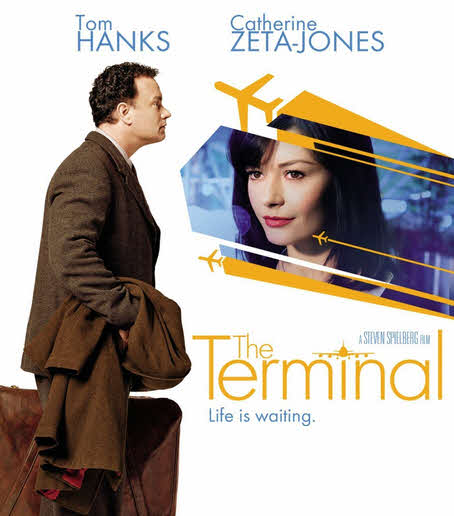 Tom
HANKS
Catherine
ZETA-JONES
A STEVEN SPIELBERG FILM
The
Terminal
Life is waiting.